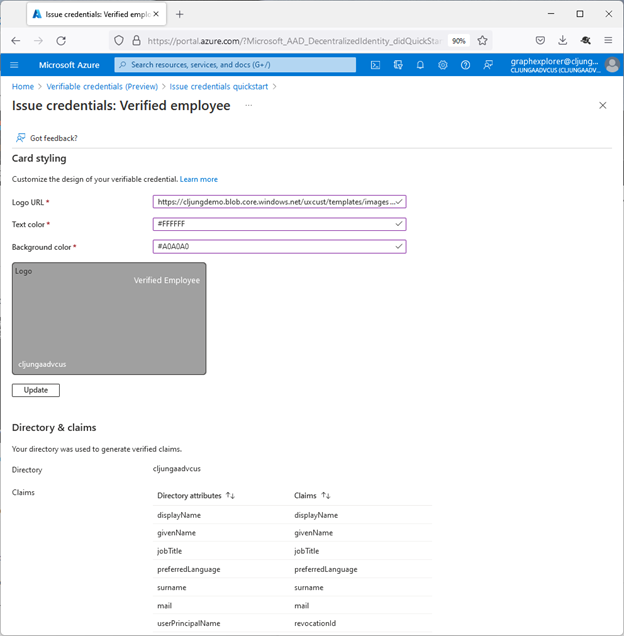 Issue credentials: Verified emplo
https://portal.azure.com/?Microsoft_AAD_DecentralizedIdentity_didQuickStar
90%
Microsoft Azure
Search resources, services, and docs (G+/)
graphexplorer@cljung...
CLJUNGAADVCUS (CLJUNGAADV...
Home > Verifiable credentials (Preview) > Issue credentials quickstart >
Issue credentials: Verified employee ...
Got feedback?
Card styling
Customize the design of your verifiable credential. Learn more
Logo URL *
https://cljungdemo.blob.core.windows.net/uxcust/templates/images...
Text color *
#FFFFFF
Background color *
#A0A0A0
Logo
Verified Employee
cljungaadvcus
Update
Directory & claims
Your directory was used to generate verified claims.
Directory
cljungaadvcus
Claims
Directory attributes ↑↓ Claims ↑↓
displayName displayName
givenName givenName
jobTitle jobTitle
preferredLanguage preferredLanguage
surname surname
mail mail
userPrincipalName revocationId